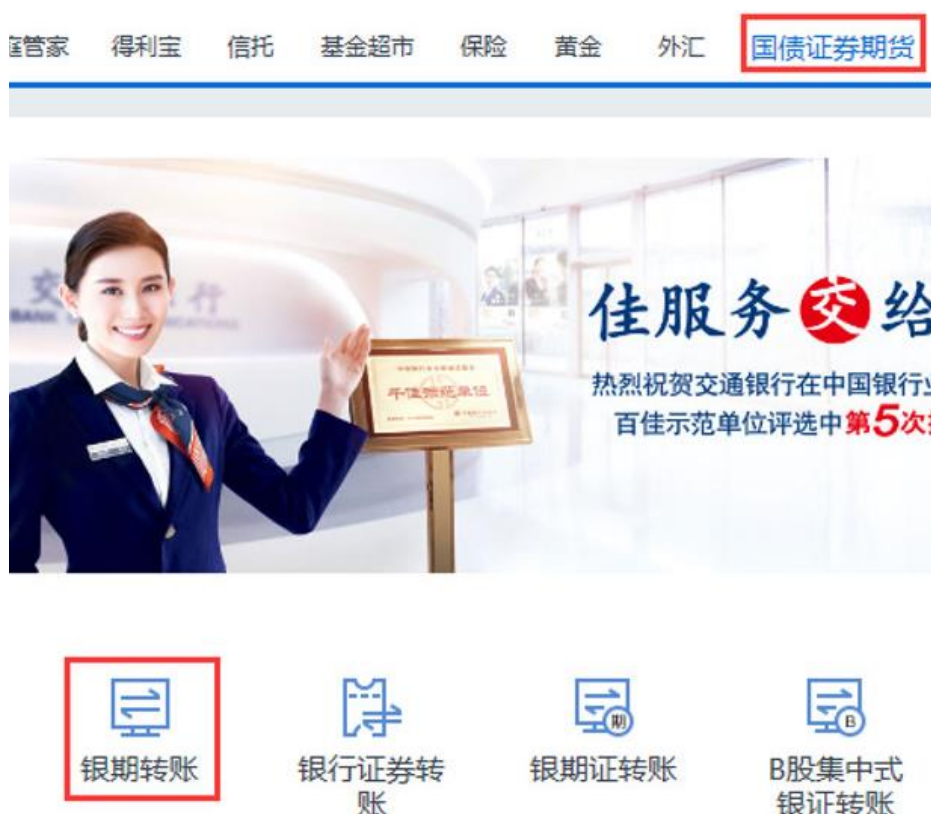 庭管家 得利宝 信托 基金超市 保险 黄金 外汇 国债证券期货
交 行
BANK
佳服务交给
热烈祝贺交通银行在中国银行业
百佳示范单位评选中第5次
期
B
银期转账 银行证券转账 银期证转账 B股集中式银证转账